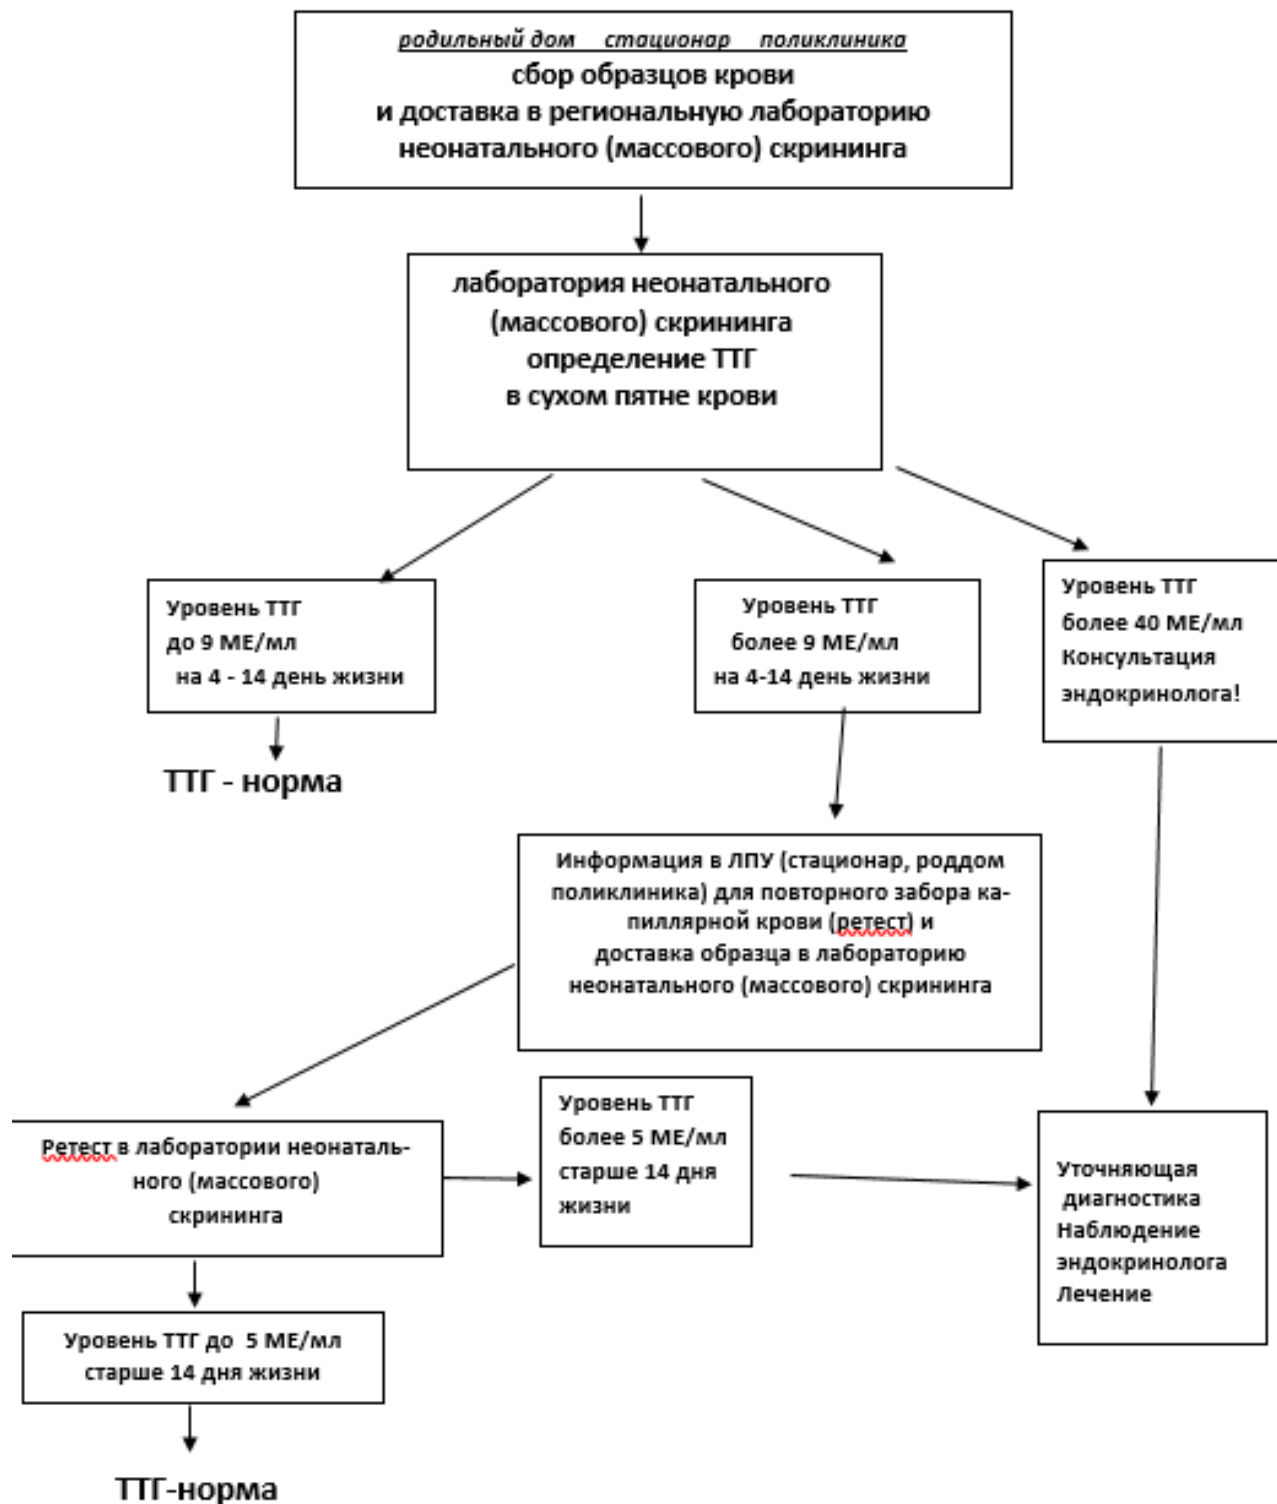 родильный дом стационар поликлиника
сбор образцов крови
и доставка в региональную лабораторию
неонатального (массового) скрининга
лаборатория неонатального
(массового) скрининга
определение ТТГ
в сухом пятне крови
Уровень ТТГ
до 9 МЕ/мл
на 4 - 14 день жизни
ТТГ - норма
Уровень ТТГ
более 9 МЕ/мл
на 4-14 день жизни
Уровень ТТГ
более 40 МЕ/мл
Консультация
эндокринолога!
Информация в ЛПУ (стационар, роддом
поликлиника) для повторного забора ка-
пиллярной крови (ретест) и
доставка образца в лабораторию
неонатального (массового) скрининга
Ретест в лаборатории неонаталь-
ного (массового)
скрининга
Уровень ТТГ
более 5 МЕ/мл
старше 14 дня
жизни
Уточняющая
диагностика
Наблюдение
эндокринолога
Лечение
Уровень ТТГ до 5 МЕ/мл
старше 14 дня жизни
ТТГ-норма